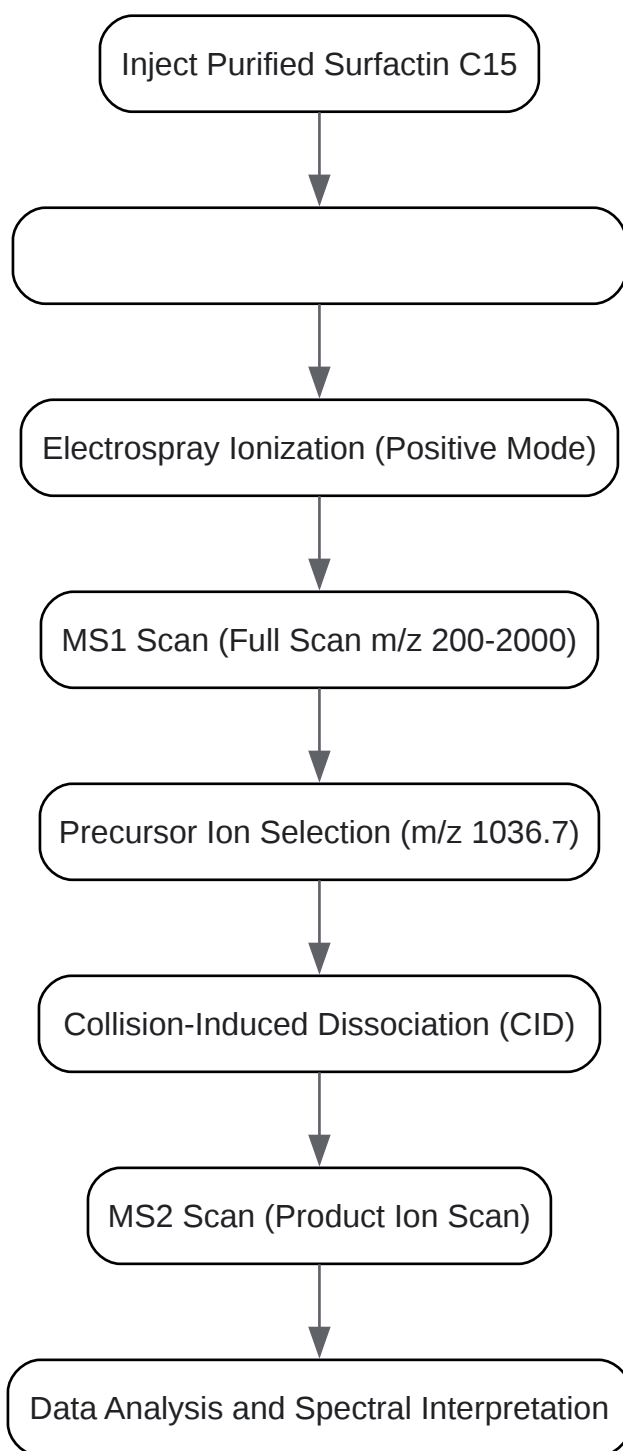 Inject Purified Surfactin C15
Electrospray Ionization (Positive Mode)
MS1 Scan (Full Scan m/z 200-2000)
Precursor Ion Selection (m/z 1036.7)
Collision-Induced Dissociation (CID)
MS2 Scan (Product Ion Scan)
Data Analysis and Spectral Interpretation